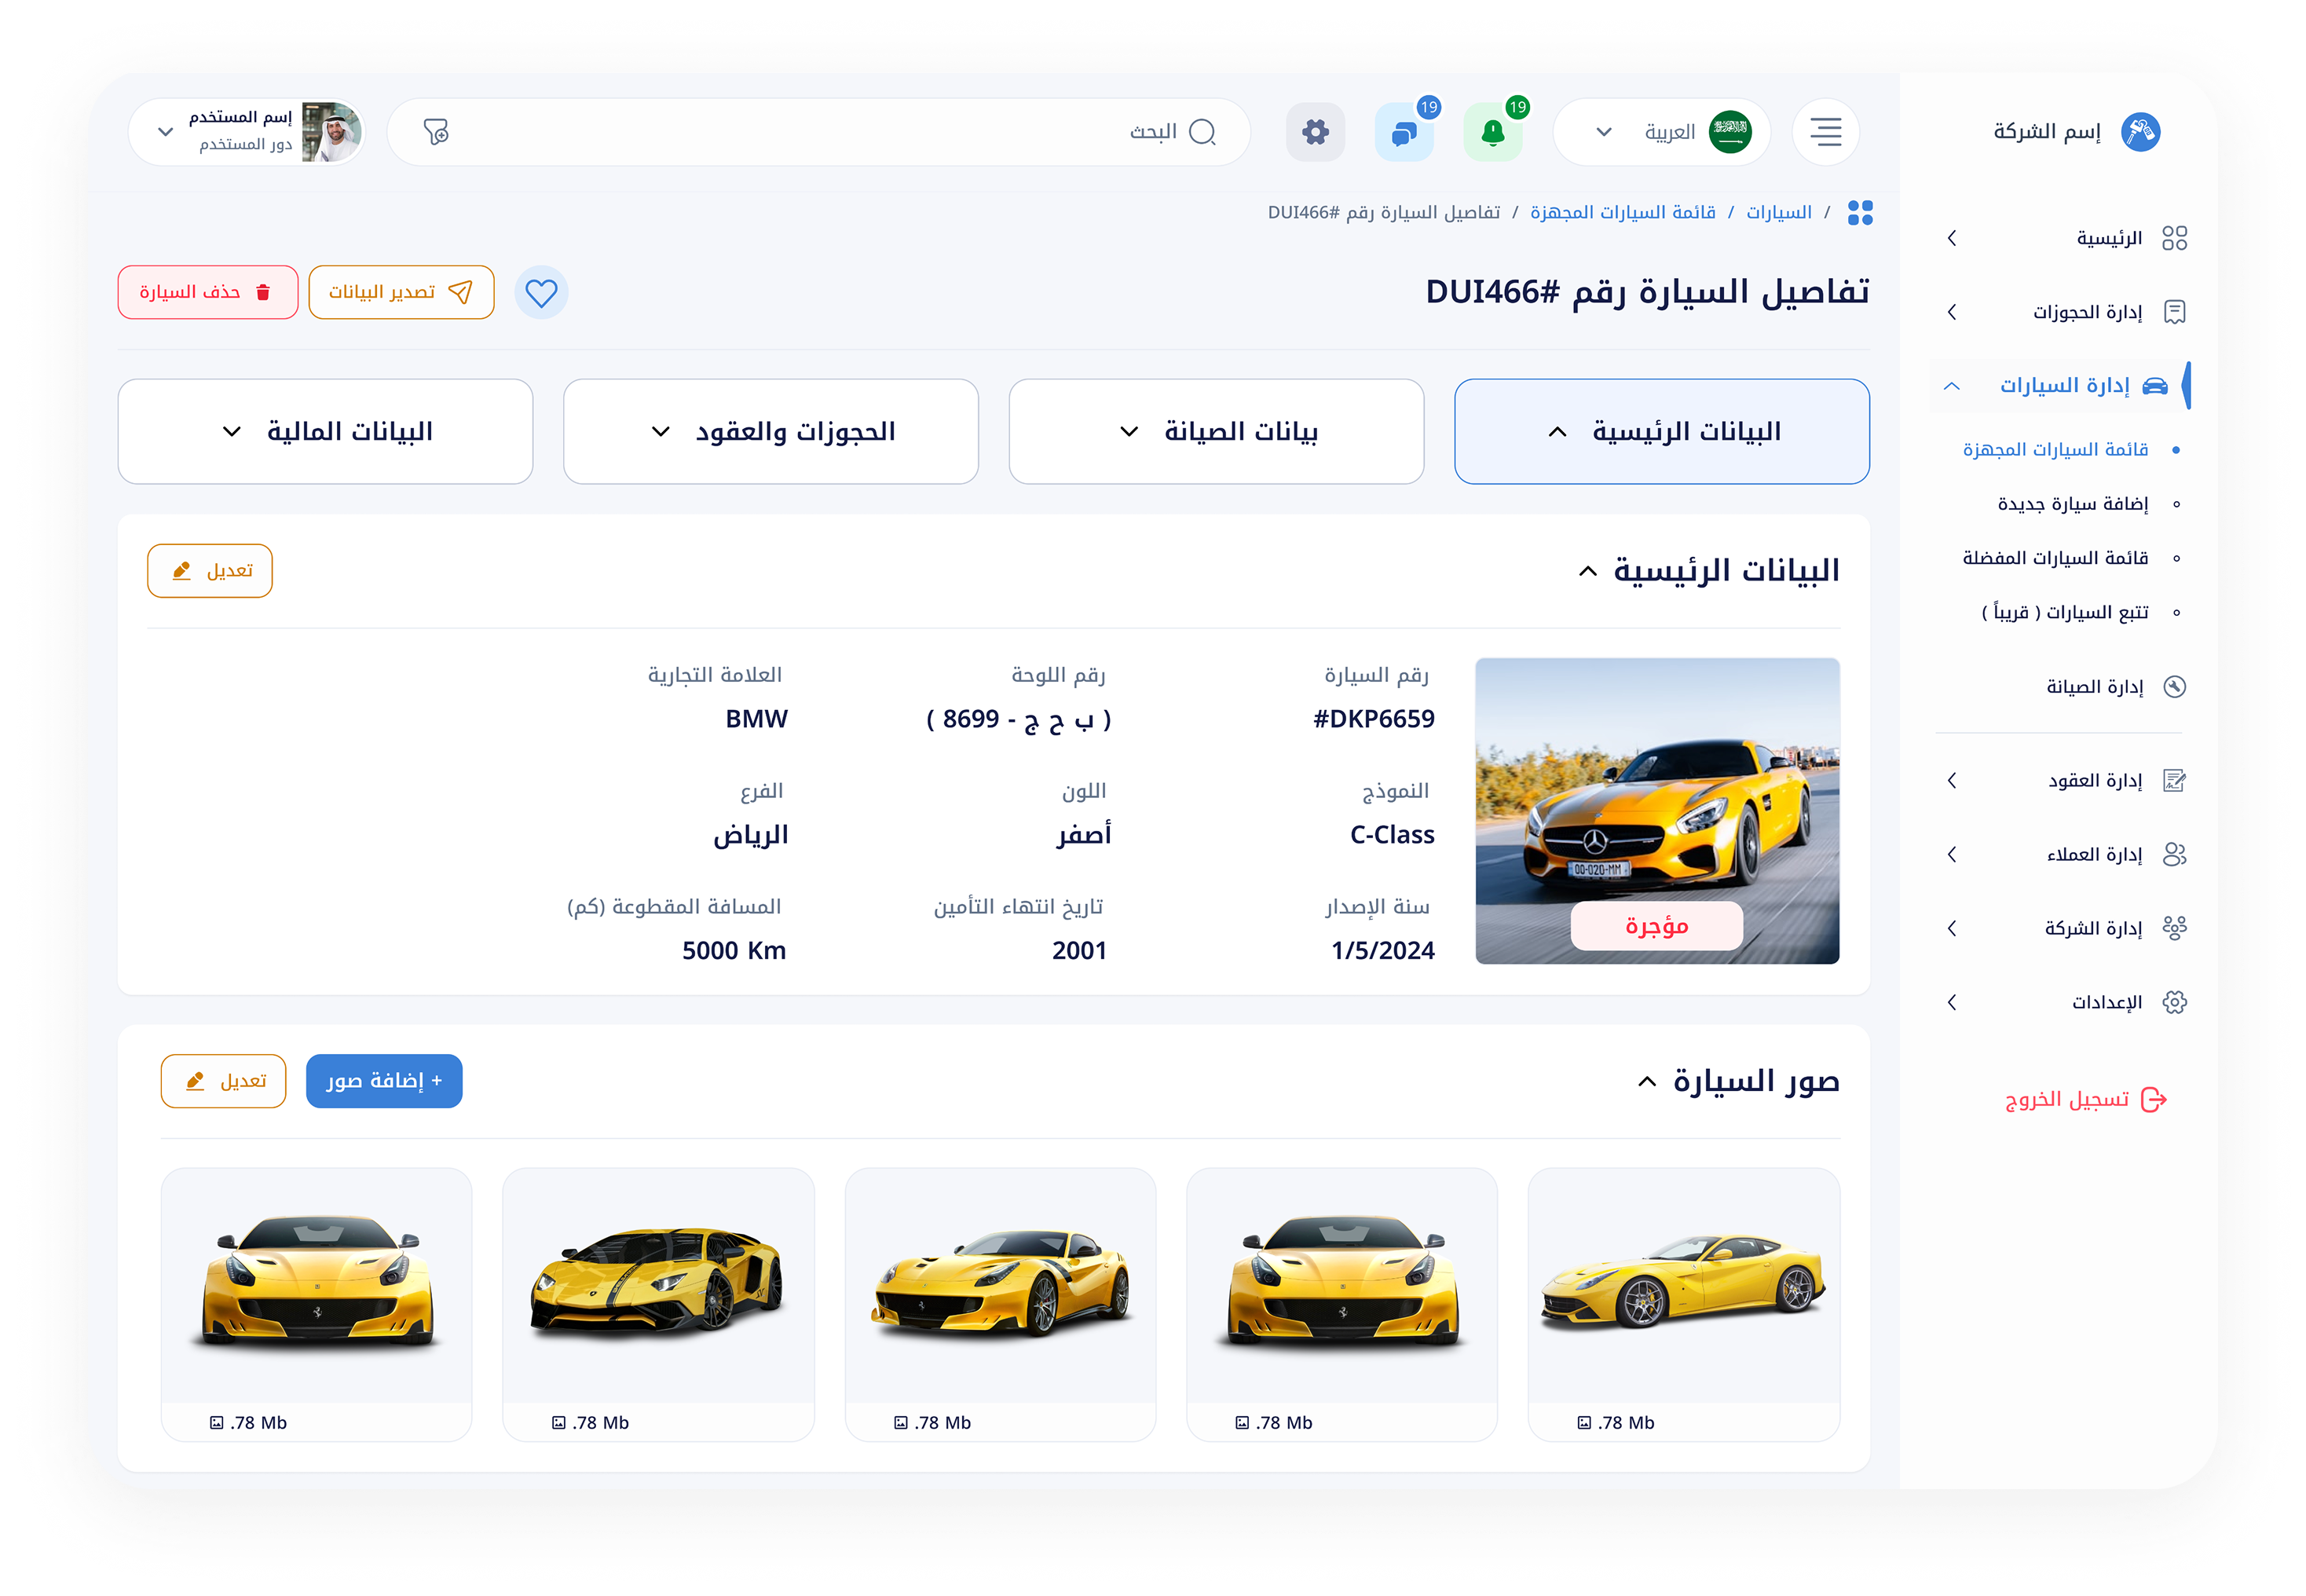 إسم الشركة
الرئيسية
إدارة الحجوزات
إدارة السيارات
قائمة السيارات المجهزة
إضافة سيارة جديدة
قائمة السيارات المفضلة
تتبع السيارات ( قريباً )
إدارة الصيانة
إدارة العقود
إدارة العملاء
إدارة الشركة
الإعدادات
تسجيل الخروج
العربية
19
19
البحث
إسم المستخدم
دور المستخدم
/ السيارات / قائمة السيارات المجهزة / تفاصيل السيارة رقم #DUI466
تفاصيل السيارة رقم #DUI466
تصدير البيانات
حذف السيارة
البيانات الرئيسية
بيانات الصيانة
الحجوزات والعقود
البيانات المالية
البيانات الرئيسية
تعديل
00-020-MM
مؤجرة
رقم السيارة
#DKP6659
رقم اللوحة
( ب ح ج - 8699 )
العلامة التجارية
BMW
النموذج
C-Class
اللون
أصفر
الفرع
الرياض
سنة الإصدار
1/5/2024
تاريخ انتهاء التأمين
2001
المسافة المقطوعة (كم)
5000 Km
صور السيارة
+ إضافة صور
تعديل
.78 Mb
.78 Mb
.78 Mb
.78 Mb
.78 Mb